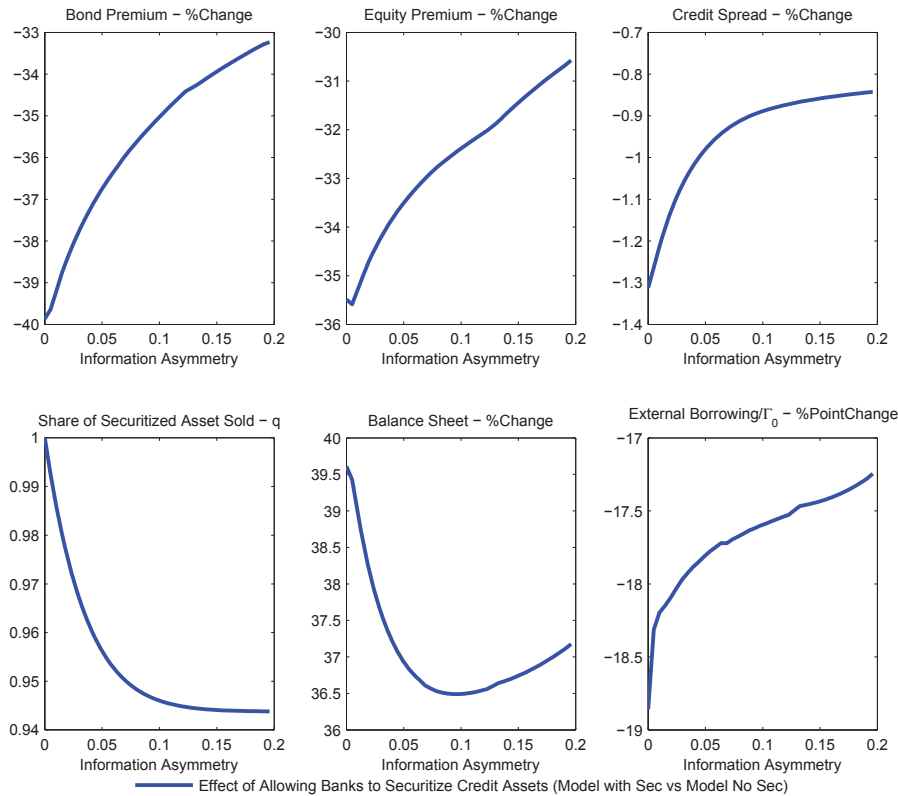 Bond Premium − %Change
−33
−34
−35
−36
−37
−38
−39
−40
0 0.05 0.1 0.15 0.2
Information Asymmetry
Equity Premium − %Change
−30
−31
−32
−33
−34
−35
−36
0 0.05 0.1 0.15 0.2
Information Asymmetry
Credit Spread − %Change
−0.7
−0.8
−0.9
−1
−1.1
−1.2
−1.3
−1.4
0 0.05 0.1 0.15 0.2
Information Asymmetry
Share of Securitized Asset Sold − q
1
0.99
0.98
0.97
0.96
0.95
0.94
0 0.05 0.1 0.15 0.2
Information Asymmetry
Balance Sheet − %Change
40
39.5
39
38.5
38
37.5
37
36.5
36
0 0.05 0.1 0.15 0.2
Information Asymmetry
External Borrowing/Γ₀ − %PointChange
−17
−17.5
−18
−18.5
−19
0 0.05 0.1 0.15 0.2
Information Asymmetry
Effect of Allowing Banks to Securitize Credit Assets (Model with Sec vs Model No Sec)